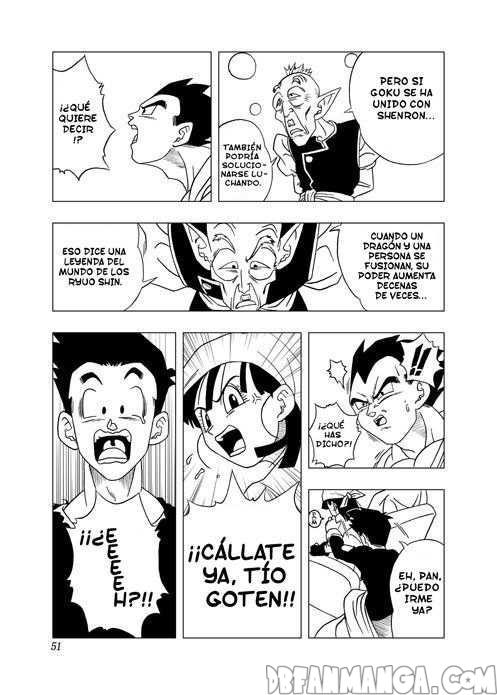 PERO SI
GOKU SE HA
UNIDO CON
SHENRON...
TAMBIÉN
PODRÍA
SOLUCIO-
NARSE LU-
CHANDO.
¡¿QUÉ
QUIERE
DECIR
!?
CUANDO UN
DRAGÓN Y UNA
PERSONA SE
FUSIONAN, SU
PODER AUMENTA
DECENAS
DE VECES...
ESO DICE UNA
LEYENDA DEL
MUNDO DE LOS
RYUO SHIN.
!!
¿¡QUÉ
HAS
DICHO?!
EH, PAN,
¿PUEDO
IRME
YA?
¡¡CÁLLATE
YA, TÍO
GOTEN!!
¡¡¿E
E
E
E
H?!!
51
DBFANMANGA.COM